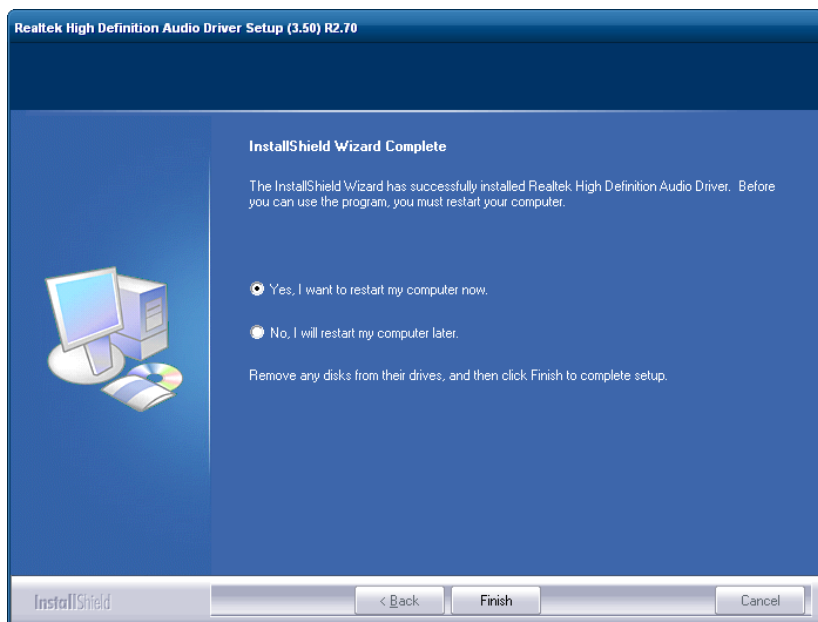 Realtek High Definition Audio Driver Setup (3.50) R2.70
InstallShield Wizard Complete
The InstallShield Wizard has successfully installed Realtek High Definition Audio Driver.  Before
you can use the program, you must restart your computer.
Yes, I want to restart my computer now.
No, I will restart my computer later.
Remove any disks from their drives, and then click Finish to complete setup.
InstallShield
< Back
Finish
Cancel